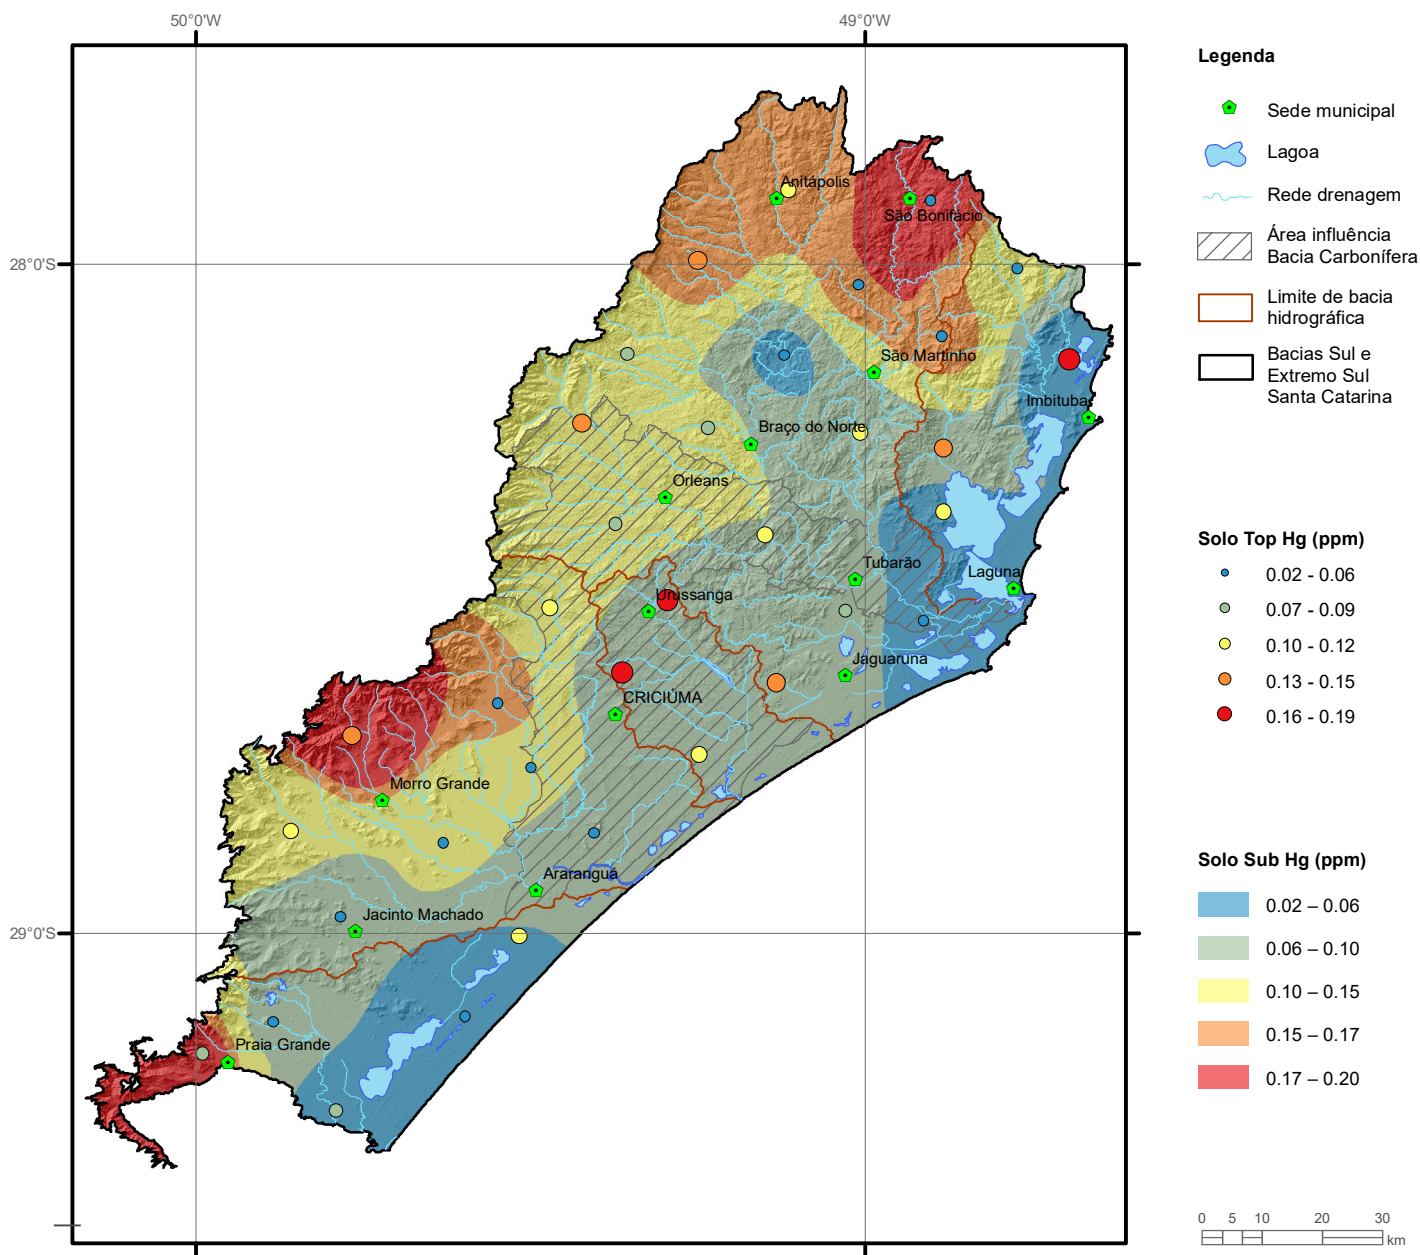 50°0'W
49°0'W
28°0'S
29°0'S
Anitápolis
São Bonifácio
São Martinho
Imbituba
Braço do Norte
Orleans
Tubarão
Laguna
Urussanga
Jaguaruna
CRICIÚMA
Morro Grande
Araranguá
Jacinto Machado
Praia Grande
Legenda
Sede municipal
Lagoa
Rede drenagem
Área influência
Bacia Carbonífera
Limite de bacia
hidrográfica
Bacias Sul e
Extremo Sul
Santa Catarina
Solo Top Hg (ppm)
0.02 - 0.06
0.07 - 0.09
0.10 - 0.12
0.13 - 0.15
0.16 - 0.19
Solo Sub Hg (ppm)
0.02 – 0.06
0.06 – 0.10
0.10 – 0.15
0.15 – 0.17
0.17 – 0.20
0 5 10 20 30
km